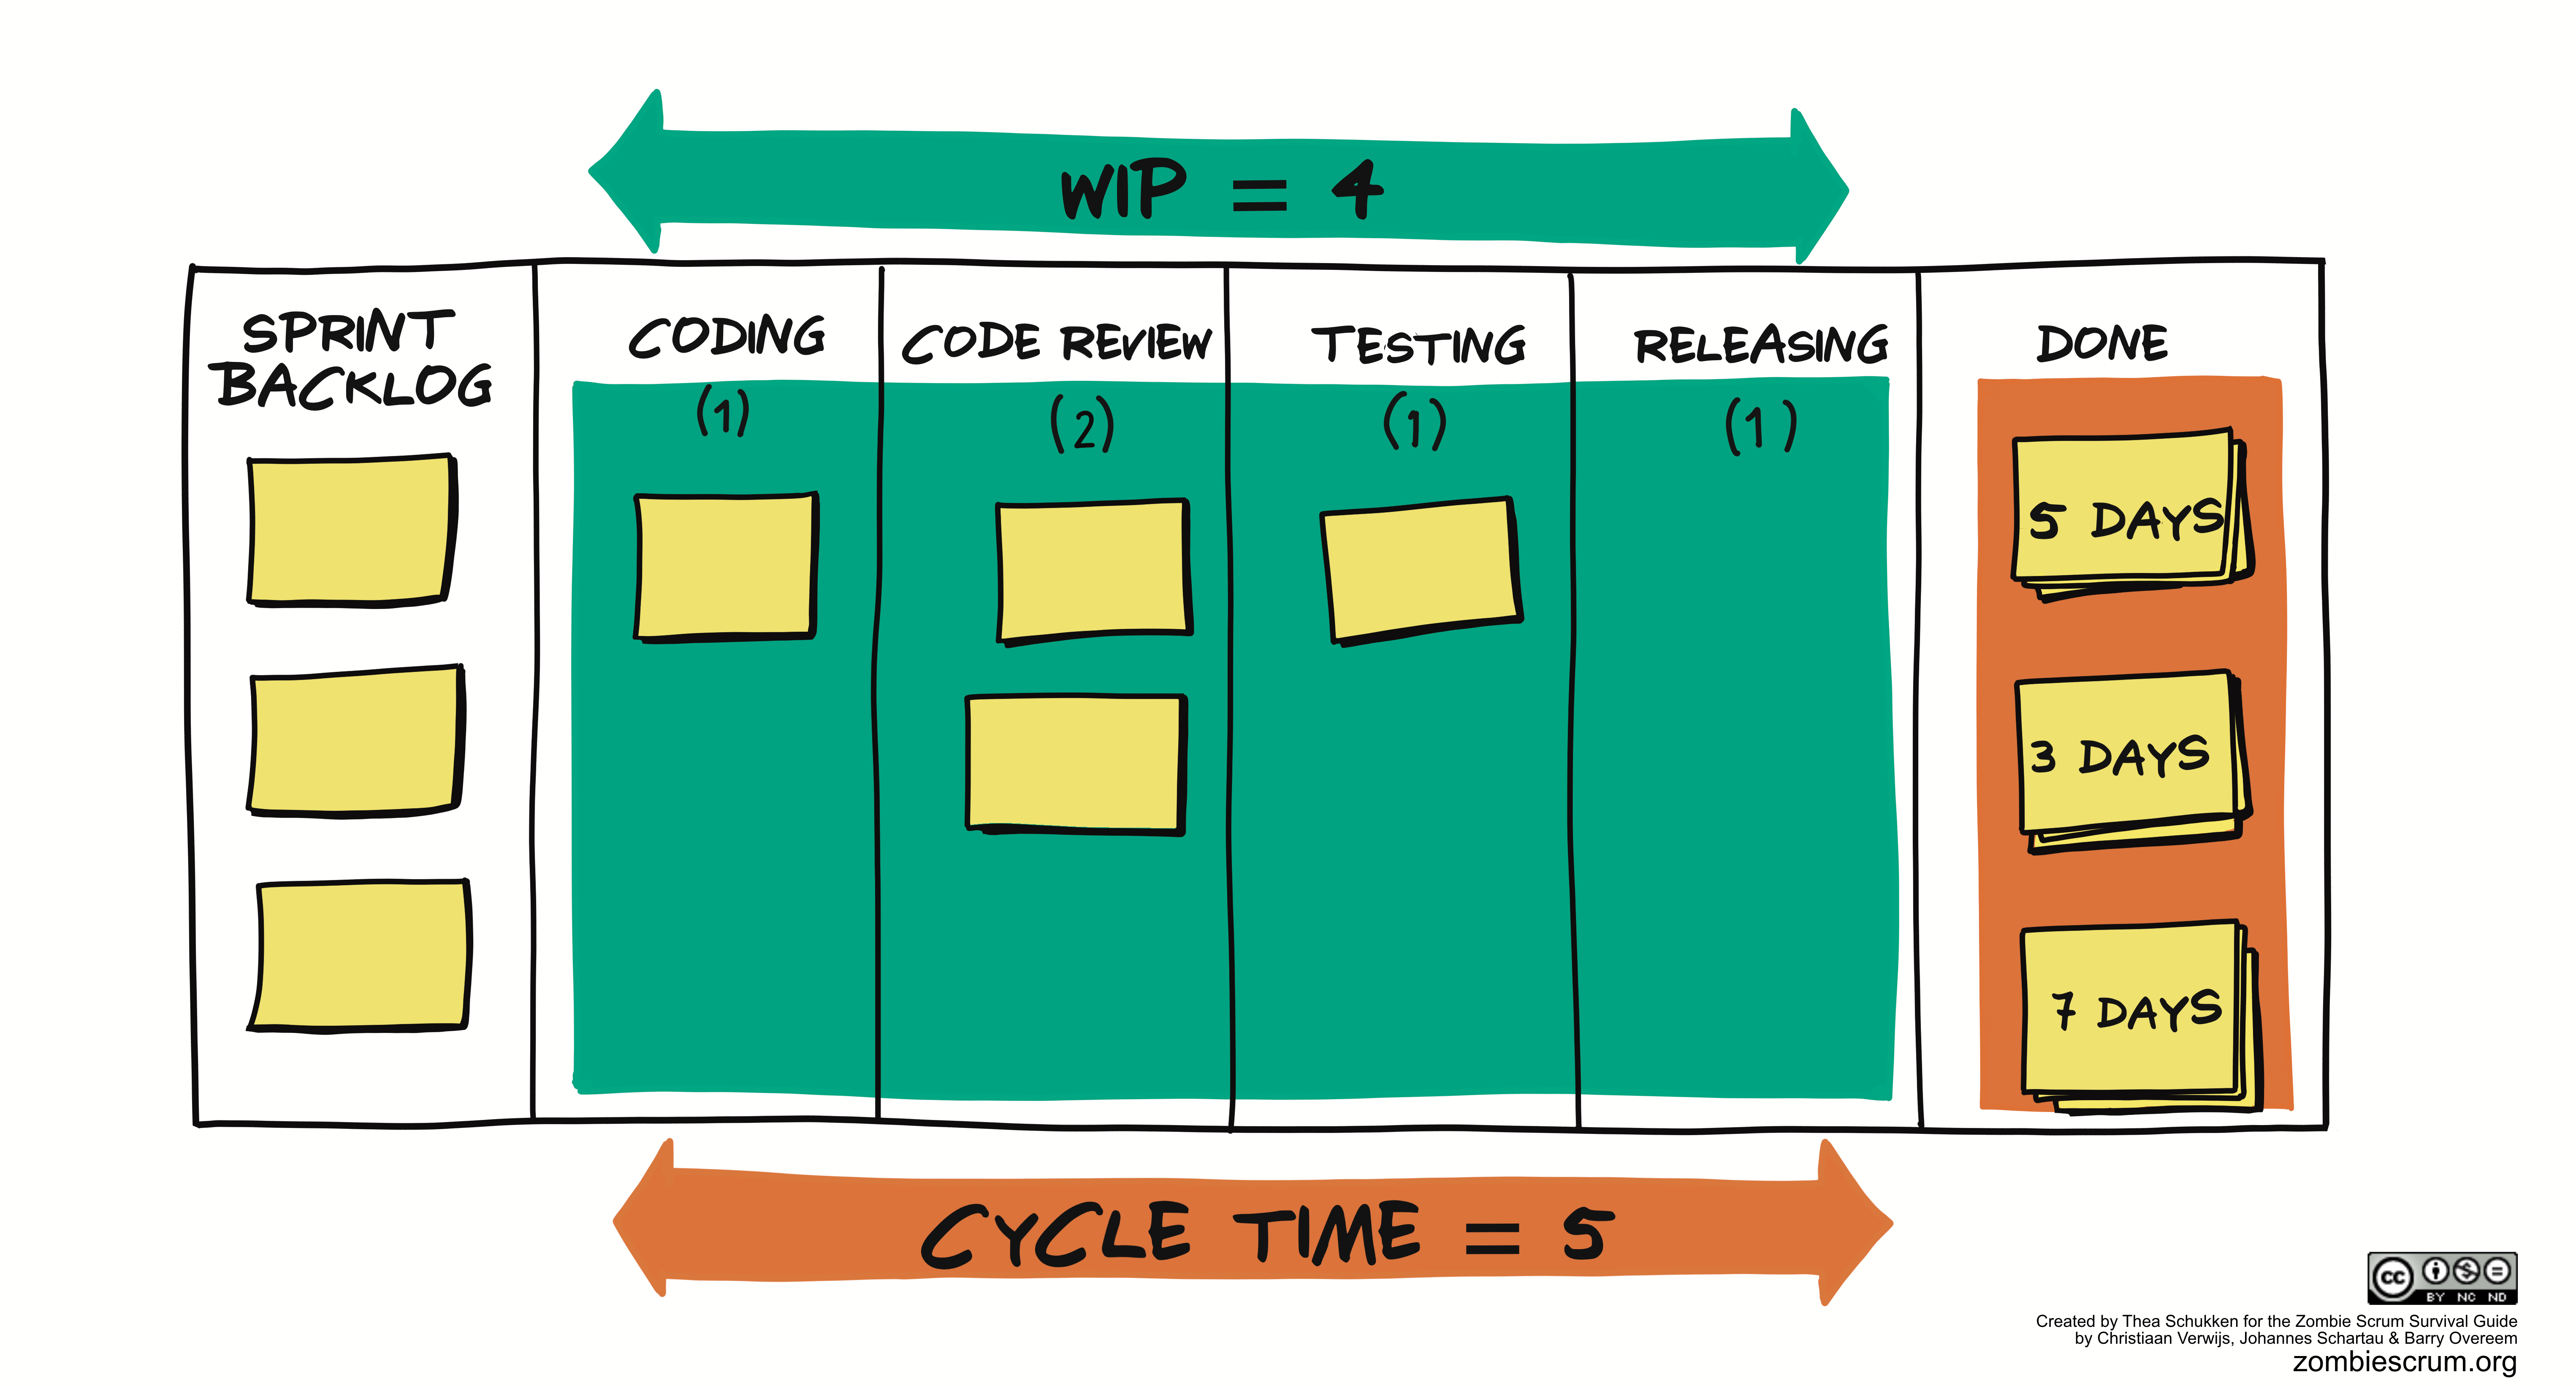 WIP = 4
SPRINT
BACKLOG
CODING
(1)
CODE REVIEW
(2)
TESTING
(1)
RELEASING
(1)
DONE
5 DAYS
3 DAYS
7 DAYS
CYCLE TIME = 5
cc
BY NC ND
Created by Thea Schukken for the Zombie Scrum Survival Guide
by Christiaan Verwijs, Johannes Schartau & Barry Overeem
zombiescrum.org